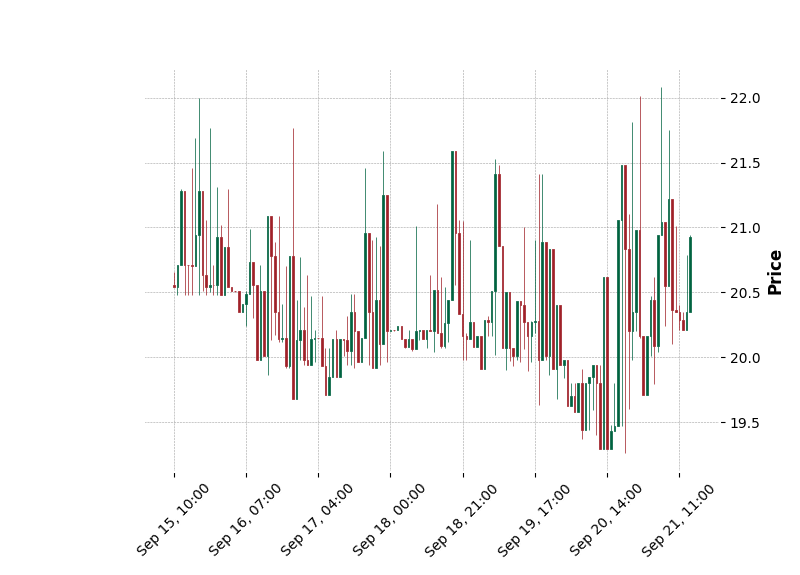 22.0
21.5
21.0
20.5
20.0
19.5
Price
Sep 15, 10:00
Sep 16, 07:00
Sep 17, 04:00
Sep 18, 00:00
Sep 18, 21:00
Sep 19, 17:00
Sep 20, 14:00
Sep 21, 11:00